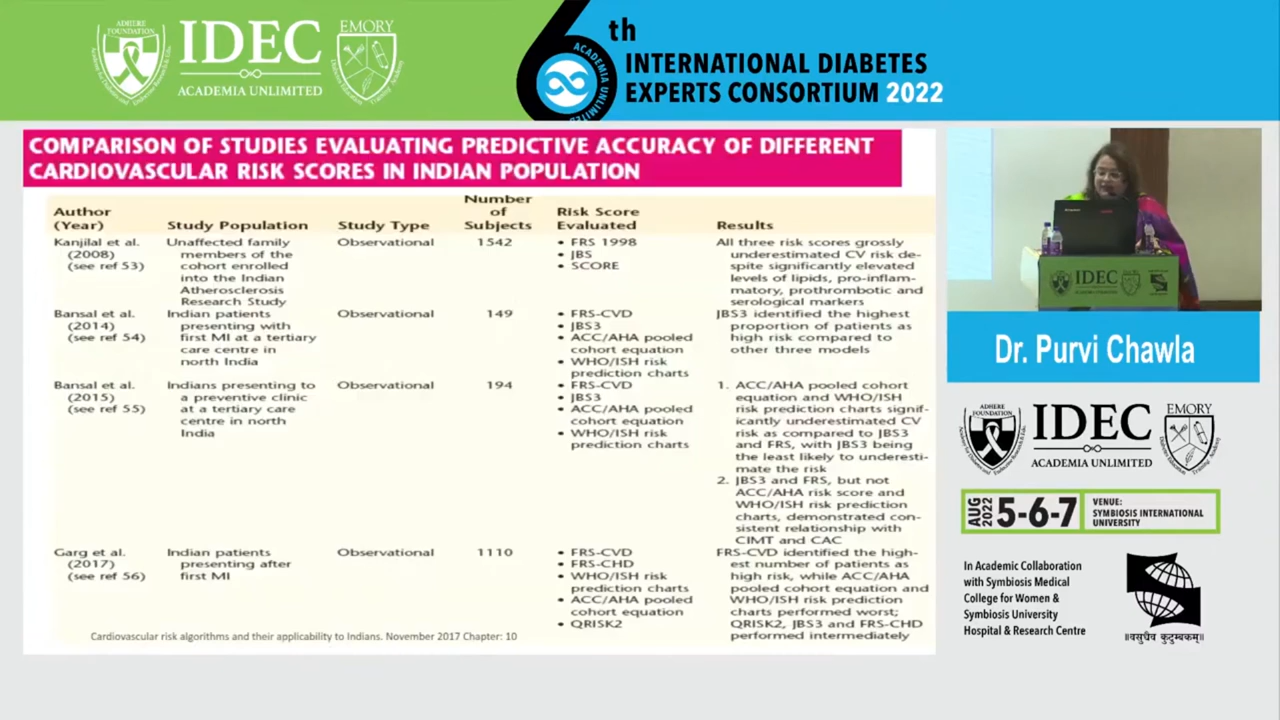 ADHERE
FOUNDATION
IDEC
ACADEMIA UNLIMITED
EMORY
6th
ACADEMIA UNLIMITED
INTERNATIONAL DIABETES
EXPERTS CONSORTIUM 2022
COMPARISON OF STUDIES EVALUATING PREDICTIVE ACCURACY OF DIFFERENT
CARDIOVASCULAR RISK SCORES IN INDIAN POPULATION
Author
(Year)
Study Population
Study Type
Number
of
Subjects
Risk Score
Evaluated
Results
Kanjilal et al.
(2008)
(see ref 53)
Unaffected family
members of the
cohort enrolled
into the Indian
Atherosclerosis
Research Study
Observational
1542
• FRS 1998
• JBS
• SCORE
All three risk scores grossly
underestimated CV risk de-
spite significantly elevated
levels of lipids, pro-inflam-
matory, prothrombotic and
serological markers
Bansal et al.
(2014)
(see ref 54)
Indian patients
presenting with
first MI at a tertiary
care centre in
north India
Observational
149
• FRS-CVD
• JBS3
• ACC/AHA pooled
cohort equation
• WHO/ISH risk
prediction charts
JBS3 identified the highest
proportion of patients as
high risk compared to
other three models
Bansal et al.
(2015)
(see ref 55)
Indians presenting to
a preventive clinic
at a tertiary care
centre in north
India
Observational
194
• FRS-CVD
• JBS3
• ACC/AHA pooled
cohort equation
• WHO/ISH risk
prediction charts
1. ACC/AHA pooled cohort
equation and WHO/ISH
risk prediction charts signif-
icantly underestimated CV
risk as compared to JBS3
and FRS, with JBS3 being
the least likely to underesti-
mate the risk
2. JBS3 and FRS, but not
ACC/AHA risk score and
WHO/ISH risk prediction
charts, demonstrated con-
sistent relationship with
CIMT and CAC
Garg et al.
(2017)
(see ref 56)
Indian patients
presenting after
first MI
Observational
1110
• FRS-CVD
• FRS-CHD
• WHO/ISH risk
prediction charts
• ACC/AHA pooled
cohort equation
• QRISK2
FRS-CVD identified the high-
est number of patients as
high risk, while ACC/AHA
pooled cohort equation and
WHO/ISH risk prediction
charts performed worst;
QRISK2, JBS3 and FRS-CHD
performed intermediately
Cardiovascular risk algorithms and their applicability to Indians. November 2017 Chapter: 10
IDEC
Dr. Purvi Chawla
ADHERE
FOUNDATION
IDEC
ACADEMIA UNLIMITED
EMORY
AUG
2022
5-6-7
VENUE:
SYMBIOSIS INTERNATIONAL
UNIVERSITY
In Academic Collaboration
with Symbiosis Medical
College for Women &
Symbiosis University
Hospital & Research Centre
॥वसुधैव कुटुम्बकम्॥